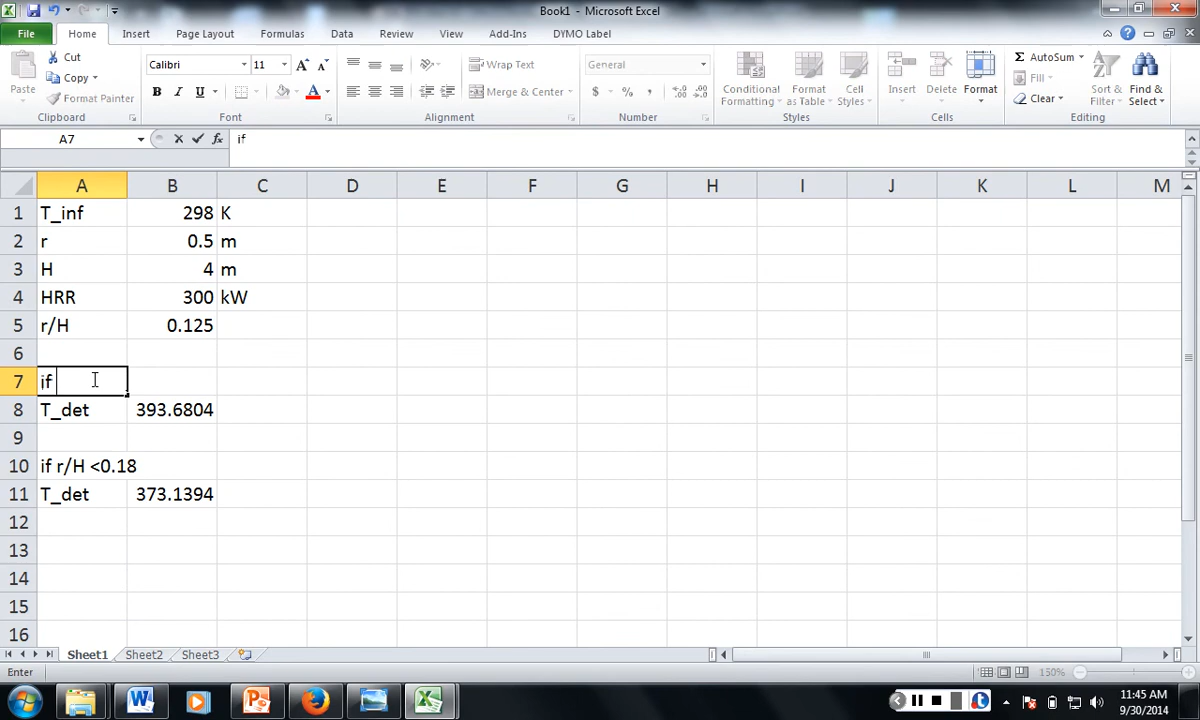 Book1 - Microsoft Excel
File Home Insert Page Layout Formulas Data Review View Add-Ins DYMO Label
Paste
Cut
Copy
Format Painter
Clipboard
Calibri 11
B I U
Font
Wrap Text
Merge & Center
Alignment
General
$ % ,
Number
Conditional Formatting
Format as Table
Cell Styles
Styles
Insert Delete Format
Cells
Σ AutoSum
Fill
Clear
Sort & Filter
Find & Select
Editing
A7 fx if
A B C D E F G H I J K L M
1 T_inf 298 K
2 r 0.5 m
3 H 4 m
4 HRR 300 kW
5 r/H 0.125
6
7 if
8 T_det 393.6804
9
10 if r/H <0.18
11 T_det 373.1394
12
13
14
15
16
Sheet1 Sheet2 Sheet3
Enter 150%
11:45 AM
9/30/2014